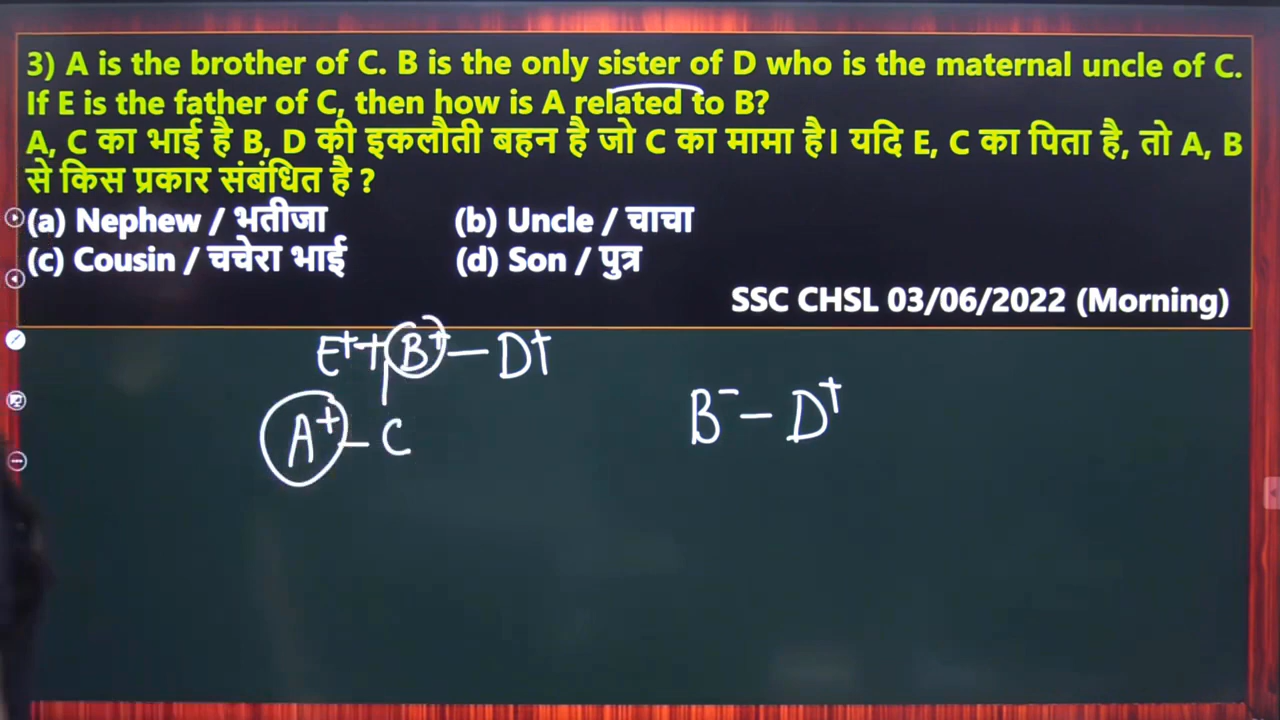 3) A is the brother of C. B is the only sister of D who is the maternal uncle of C.
If E is the father of C, then how is A related to B?
A, C का भाई है B, D की इकलौती बहन है जो C का मामा है। यदि E, C का पिता है, तो A, B
से किस प्रकार संबंधित है ?
(a) Nephew / भतीजा (b) Uncle / चाचा
(c) Cousin / चचेरा भाई (d) Son / पुत्र
SSC CHSL 03/06/2022 (Morning)
E⁺ + B⁺ — D⁺
A⁺ — C
B⁻ — D⁺